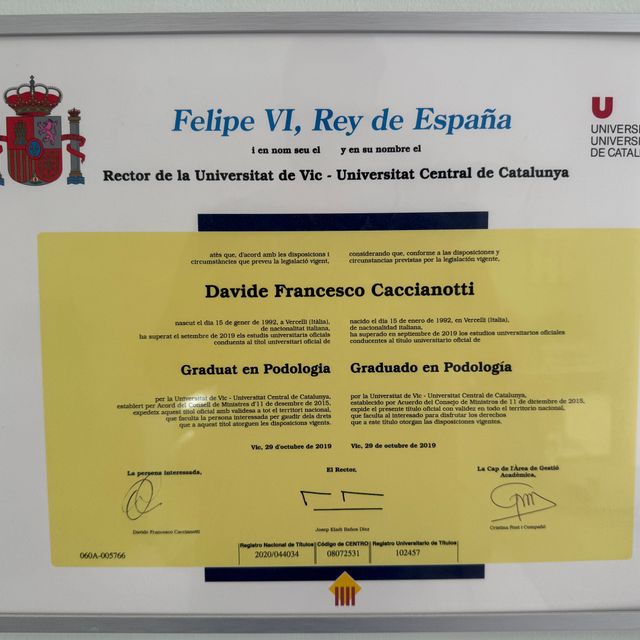 Felipe VI, Rey de España
i en nom seu el y en su nombre el
Rector de la Universitat de Vic - Universitat Central de Catalunya
U
UNIVERS
UNIVERS
DE CATAL
atès que, d'acord amb les disposicions i
circumstàncies que preveu la legislació vigent,
considerando que, conforme a las disposiciones y
circunstancias previstas por la legislación vigente,
Davide Francesco Caccianotti
nascut el dia 15 de gener de 1992, a Vercelli (Itàlia),
de nacionalitat italiana,
ha superat el setembre de 2019 els estudis universitaris oficials
conduents al títol universitari oficial de
nacido el día 15 de enero de 1992, en Vercelli (Italia),
de nacionalidad italiana,
ha superado en septiembre de 2019 los estudios universitarios oficiales
conducentes al título universitario oficial de
Graduat en Podologia
Graduado en Podología
per la Universitat de Vic - Universitat Central de Catalunya,
establert per Acord del Consell de Ministres d'11 de desembre de 2015,
expedeix aquest títol oficial amb validesa a tot el territori nacional,
que faculta la persona interessada per gaudir dels drets
que a aquest títol atorguen les disposicions vigents.
por la Universitat de Vic - Universitat Central de Catalunya,
establecido por Acuerdo del Consejo de Ministros de 11 de diciembre de 2015,
expide el presente título oficial con validez en todo el territorio nacional,
que faculta al interesado para disfrutar los derechos
que a este título otorgan las disposiciones vigentes.
Vic, 29 d'octubre de 2019
Vic, 29 de octubre de 2019
La persona interessada,
El Rector,
La Cap de l'Àrea de Gestió
Acadèmica,
Davide Francesco Caccianotti
Josep Eladi Baños Díez
Cristina Pont i Companyó
060A-005766
Registro Nacional de Títulos Código de CENTRO Registro Universitario de Títulos
2020/044034 08072531 102457